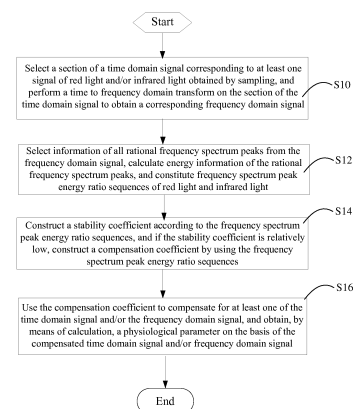 Start
Select a section of a time domain signal corresponding to at least one
signal of red light and/or infrared light obtained by sampling, and
perform a time to frequency domain transform on the section of the
time domain signal to obtain a corresponding frequency domain signal
S10
Select information of all rational frequency spectrum peaks from the
frequency domain signal, calculate energy information of the rational
frequency spectrum peaks, and constitute frequency spectrum peak
energy ratio sequences of red light and infrared light
S12
Construct a stability coefficient according to the frequency spectrum
peak energy ratio sequences, and if the stability coefficient is relatively
low, construct a compensation coefficient by using the frequency
spectrum peak energy ratio sequences
S14
Use the compensation coefficient to compensate for at least one of the
time domain signal and/or the frequency domain signal, and obtain, by
means of calculation, a physiological parameter on the basis of the
compensated time domain signal and/or frequency domain signal
S16
End